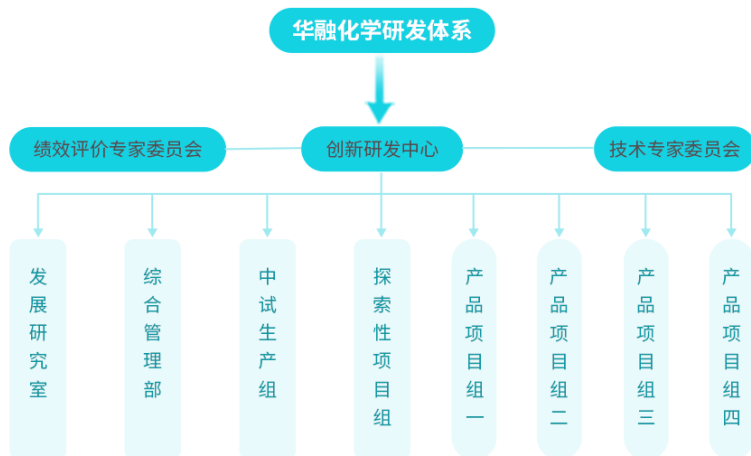 华融化学研发体系
绩效评价专家委员会
创新研发中心
技术专家委员会
发展研究室
综合管理部
中试生产组
探索性项目组
产品项目组一
产品项目组二
产品项目组三
产品项目组四